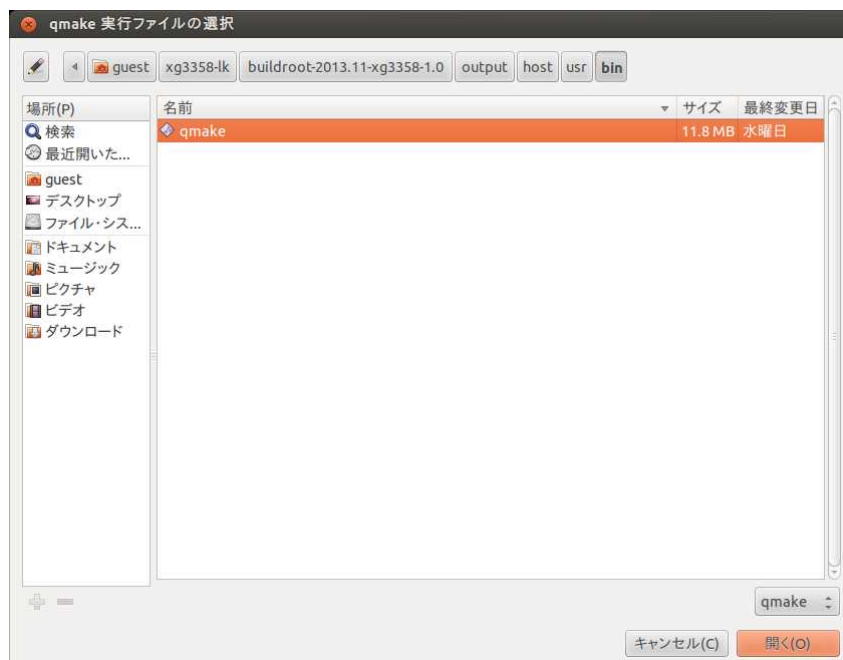 qmake 実行ファイルの選択
guest xg3358-lk buildroot-2013.11-xg3358-1.0 output host usr bin
場所(P) 名前 サイズ 最終変更日
検索 qmake 11.8 MB 水曜日
最近開いた...
guest
デスクトップ
ファイル・シス...
ドキュメント
ミュージック
ピクチャ
ビデオ
ダウンロード
qmake
キャンセル(C) 開く(O)